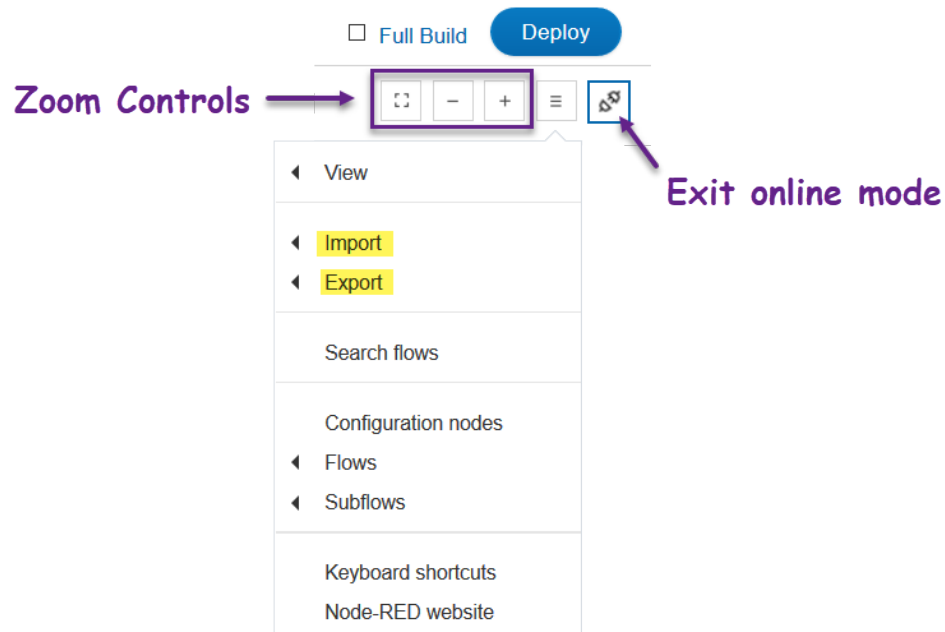 Full Build
Deploy
Zoom Controls
Exit online mode
View
Import
Export
Search flows
Configuration nodes
Flows
Subflows
Keyboard shortcuts
Node-RED website